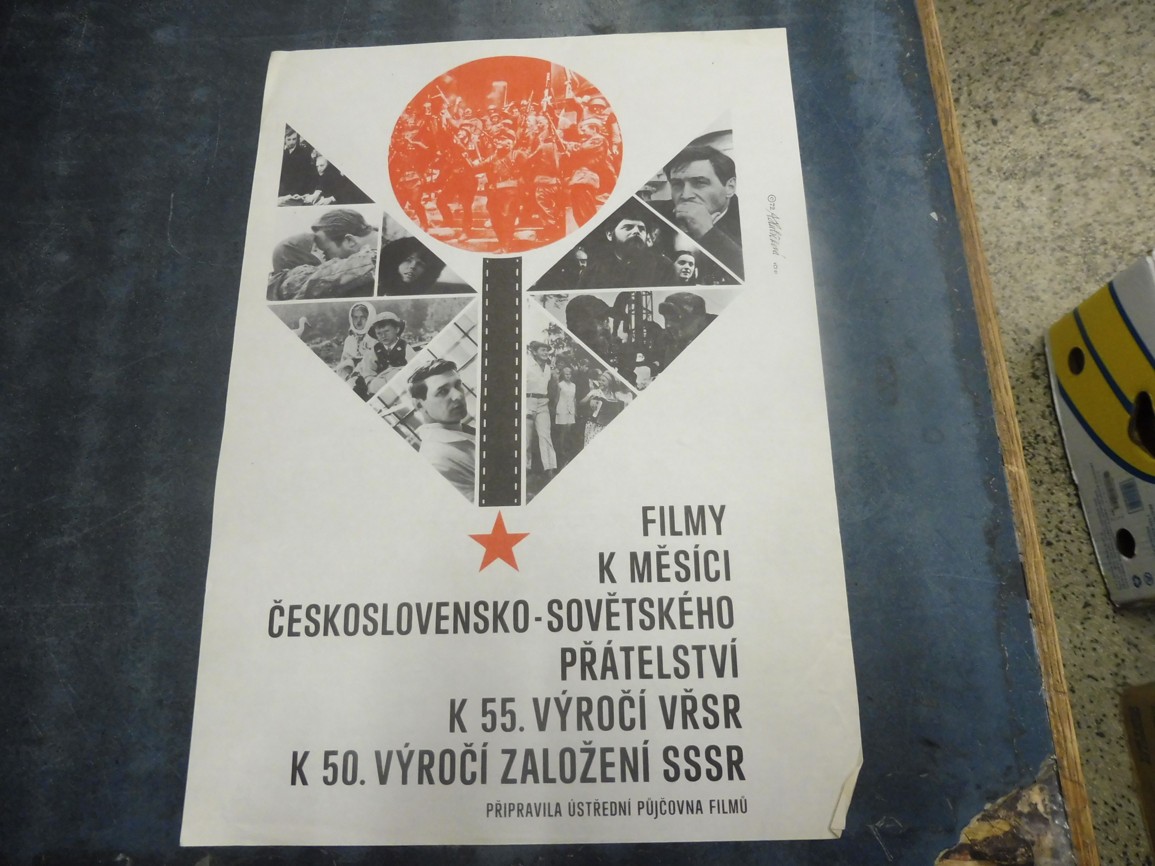 FILMY
K MĚSÍCI
ČESKOSLOVENSKO-SOVĚTSKÉHO
PŘÁTELSTVÍ
K 55. VÝROČÍ VŘSR
K 50. VÝROČÍ ZALOŽENÍ SSSR
PŘIPRAVILA ÚSTŘEDNÍ PŮJČOVNA FILMŮ